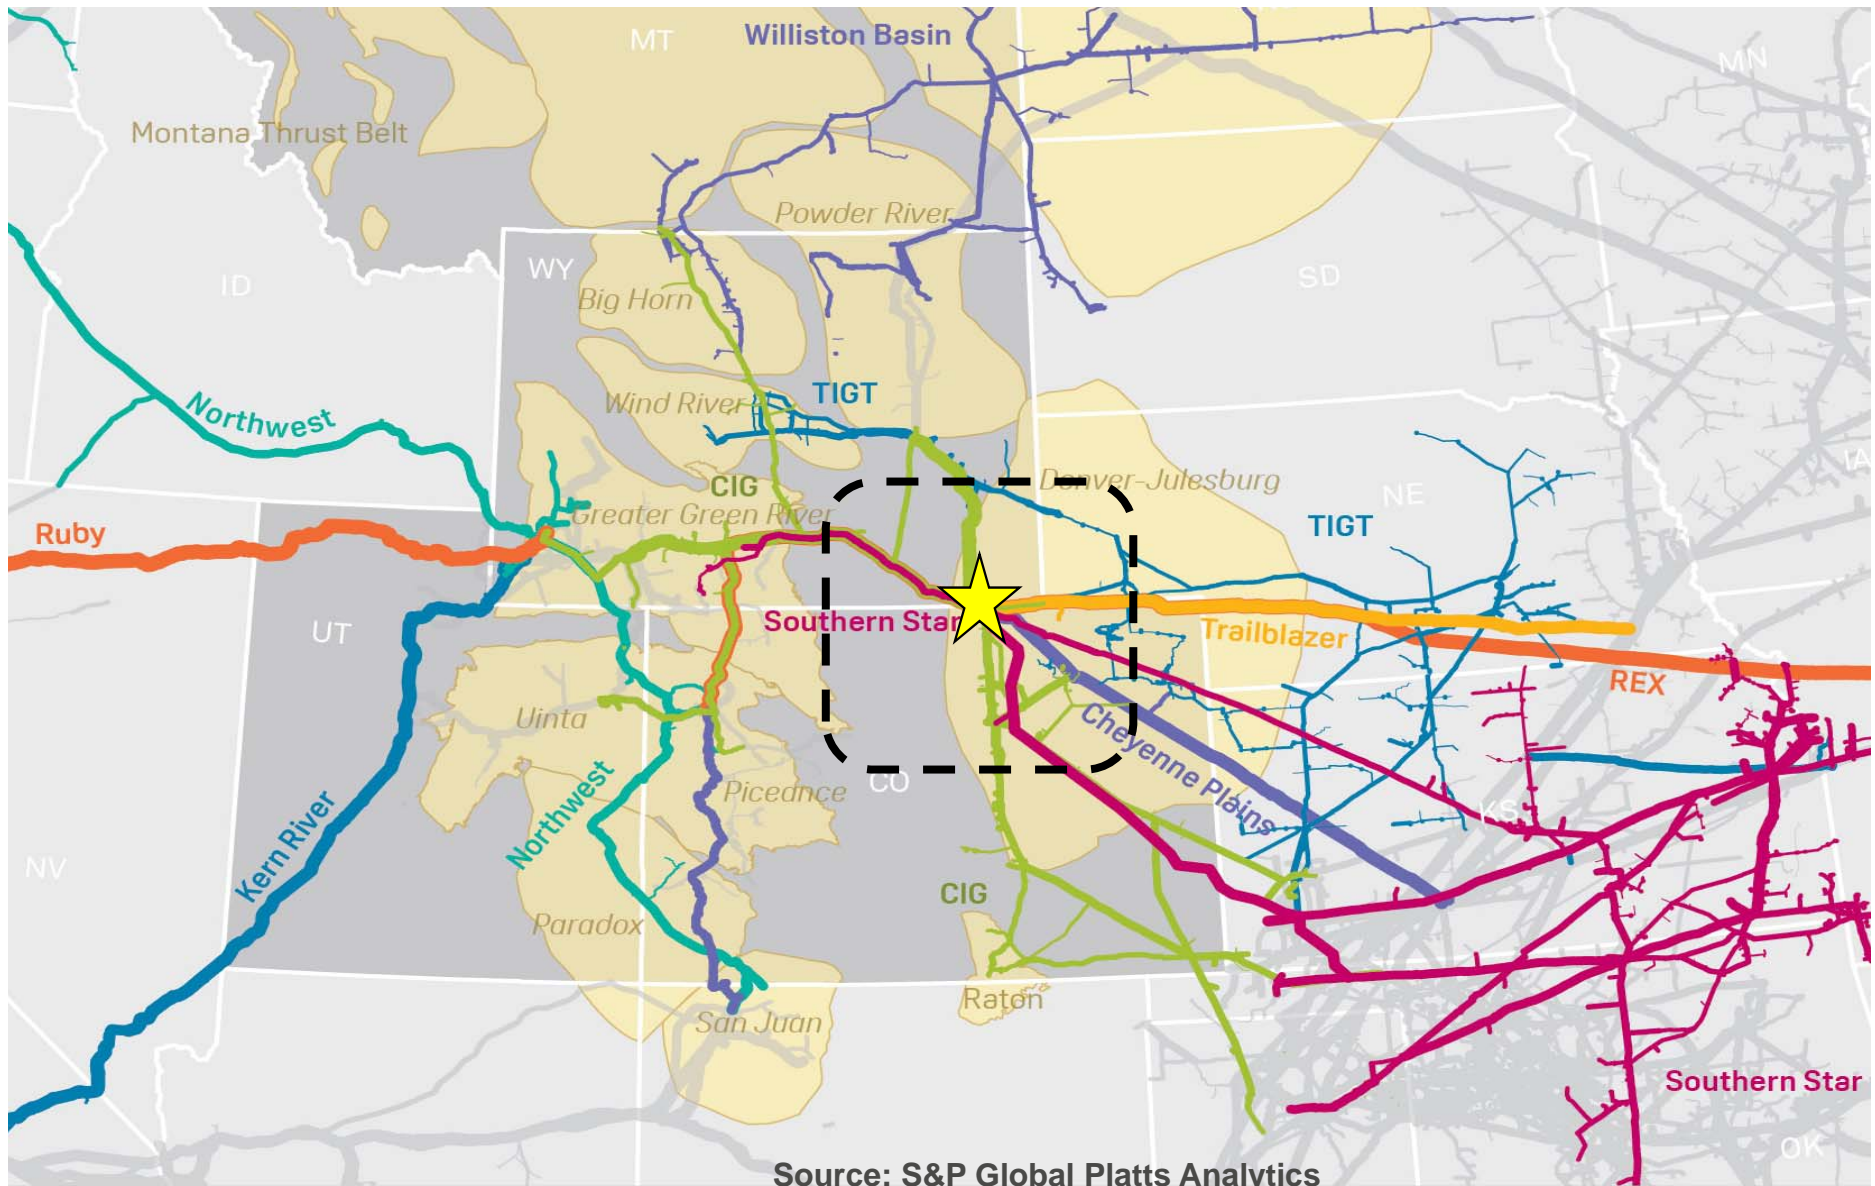 MT
Williston Basin
MN
Montana Thrust Belt
Powder River
WY
ID
SD
Big Horn
TIGT
Wind River
Northwest
Denver-Julesburg
IA
CIG
NE
Greater Green River
Ruby
TIGT
UT
Southern Star
Trailblazer
REX
Uinta
Cheyenne Plains
CO
Piceance
KS
Northwest
Kern River
NV
CIG
Paradox
Raton
San Juan
Southern Star
OK
Source: S&P Global Platts Analytics